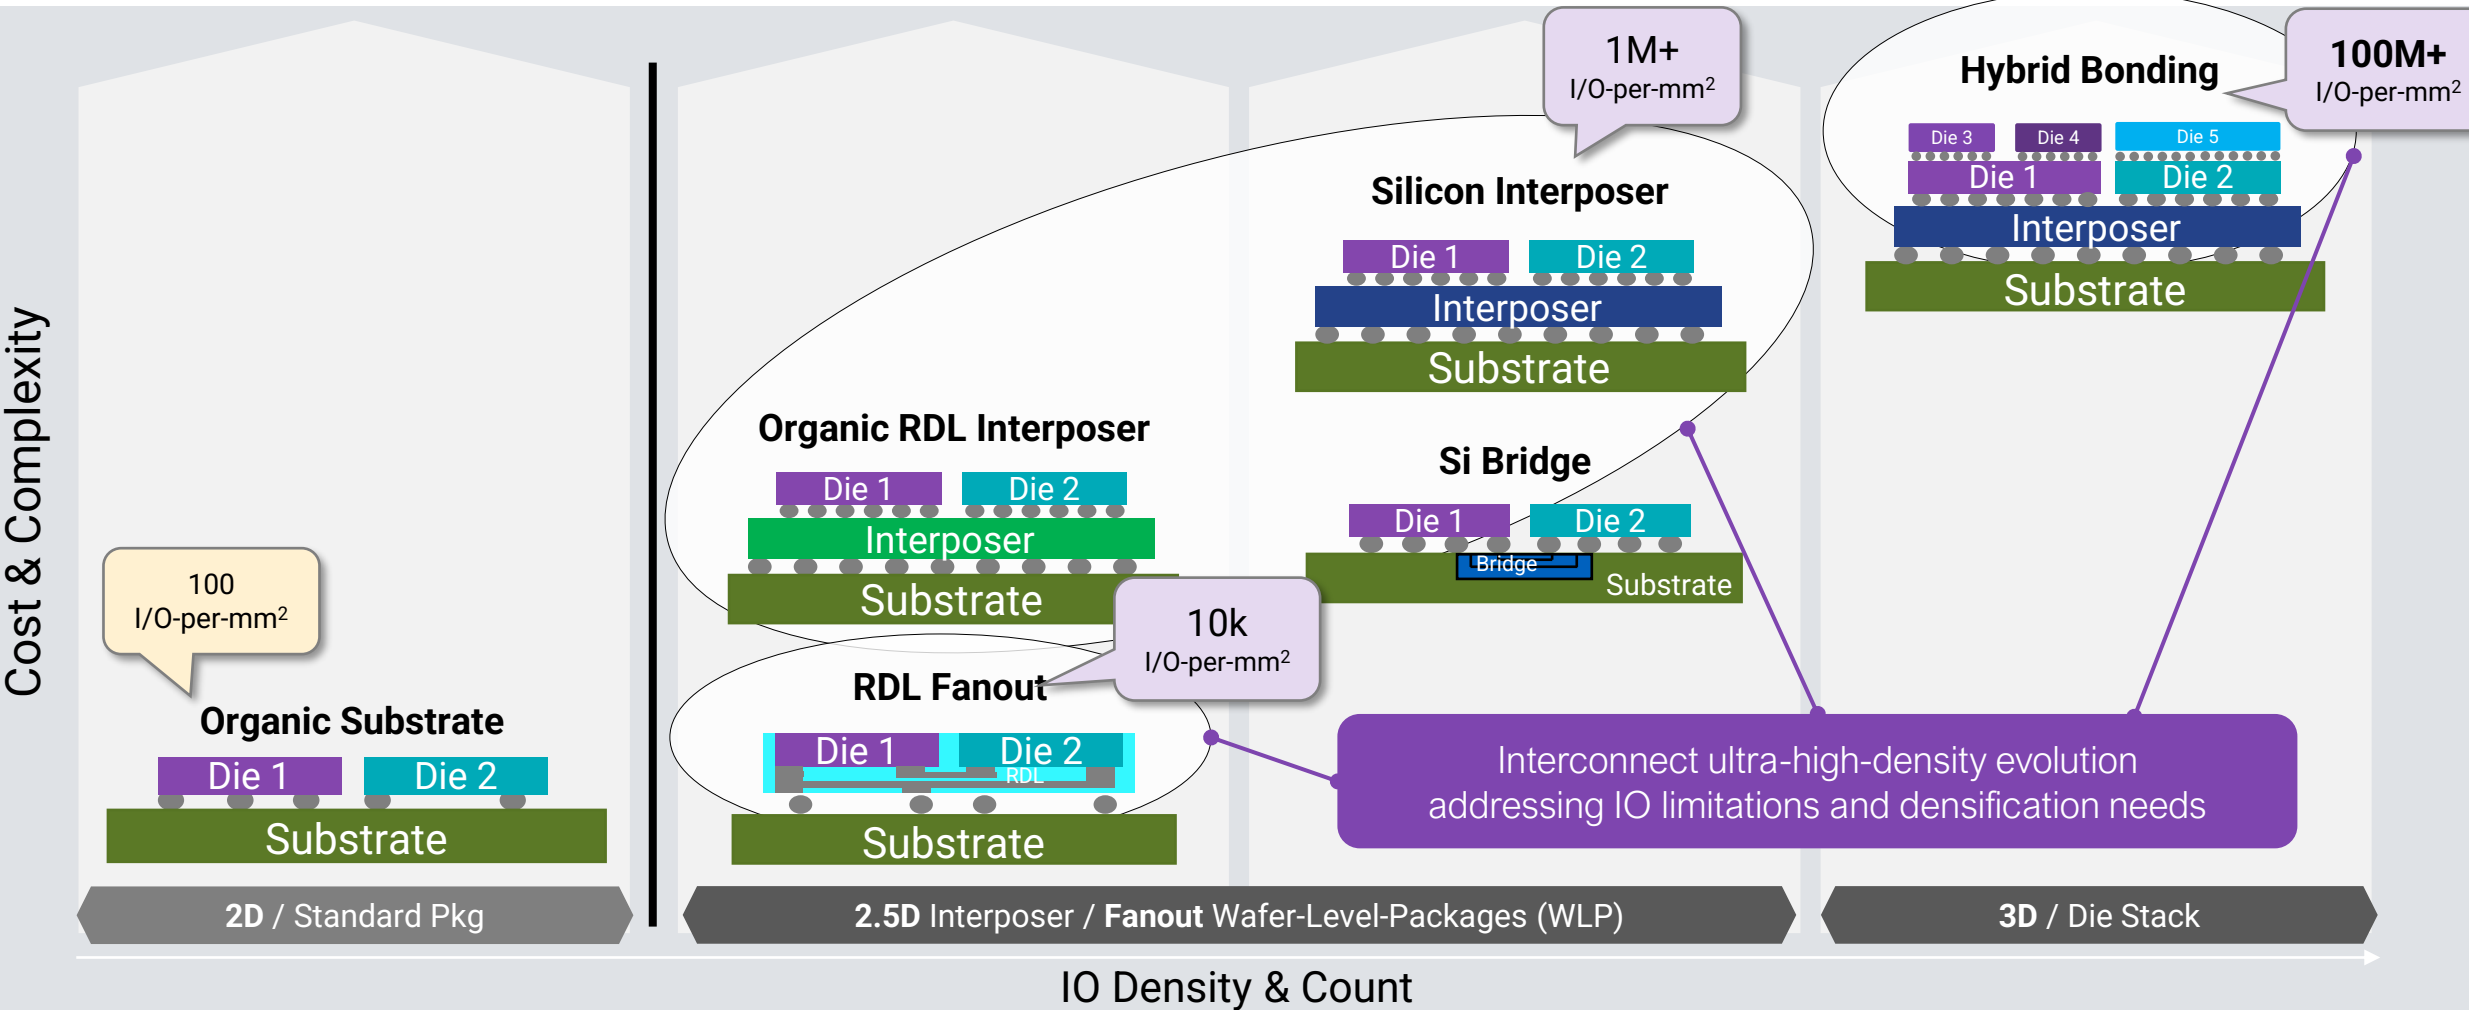 Cost & Complexity
100
I/O-per-mm²
Organic Substrate
Die 1
Die 2
Substrate
2D / Standard Pkg
Organic RDL Interposer
Die 1
Die 2
Interposer
Substrate
10k
I/O-per-mm²
RDL Fanout
Die 1
Die 2
RDL
Substrate
1M+
I/O-per-mm²
Silicon Interposer
Die 1
Die 2
Interposer
Substrate
Si Bridge
Die 1
Die 2
Bridge
Substrate
2.5D Interposer / Fanout Wafer-Level-Packages (WLP)
100M+
I/O-per-mm²
Hybrid Bonding
Die 3
Die 4
Die 5
Die 1
Die 2
Interposer
Substrate
Interconnect ultra-high-density evolution
addressing IO limitations and densification needs
3D / Die Stack
IO Density & Count